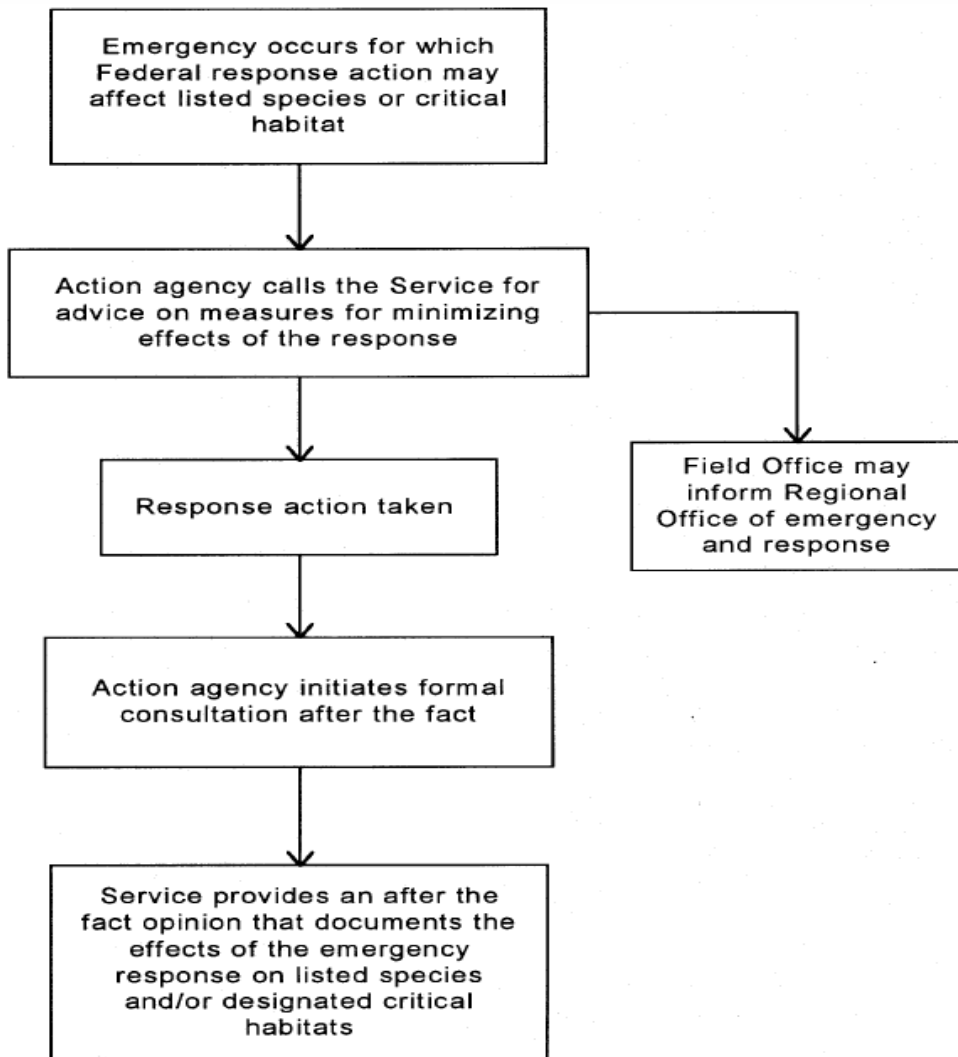 Emergency occurs for which
Federal response action may
affect listed species or critical
habitat
Action agency calls the Service for
advice on measures for minimizing
effects of the response
Field Office may
inform Regional
Office of emergency
and response
Response action taken
Action agency initiates formal
consultation after the fact
Service provides an after the
fact opinion that documents the
effects of the emergency
response on listed species
and/or designated critical
habitats